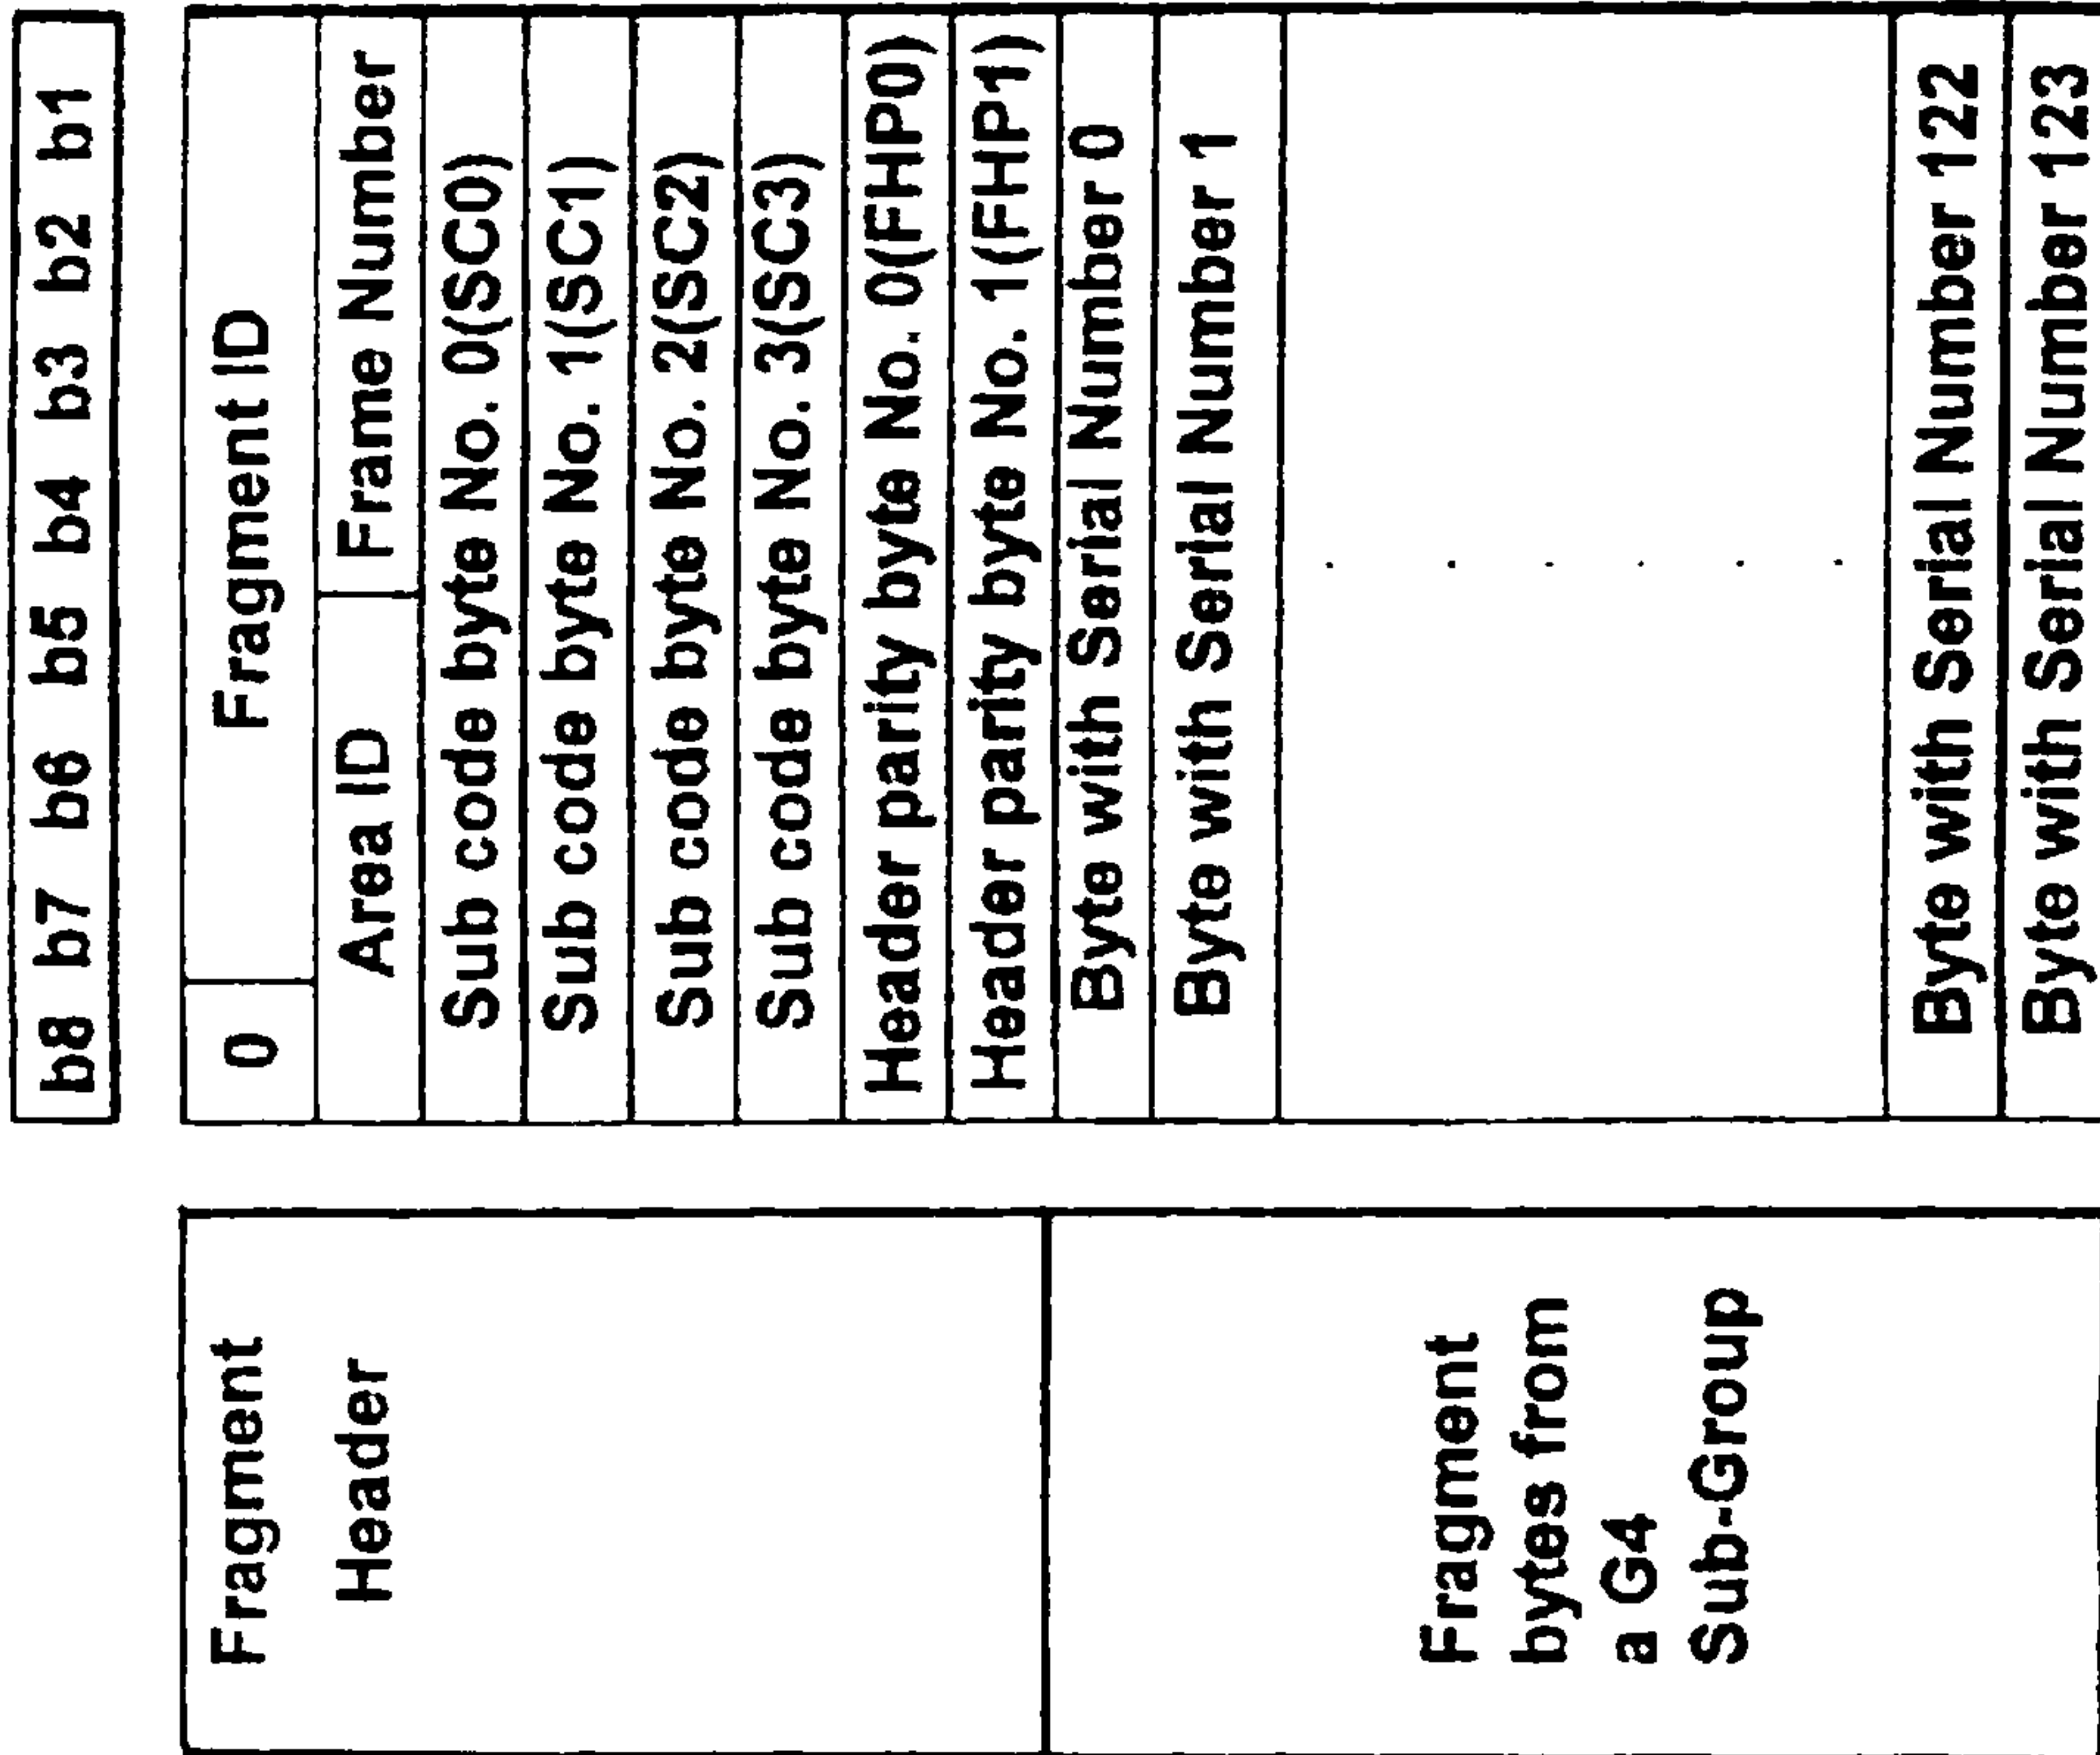 b8 b7 b6 b5 b4 b3 b2 b1
Fragment
Header
0 Fragment ID
Area ID Frame Number
Sub code byte No. 0(SC0)
Sub code byte No. 1(SC1)
Sub code byte No. 2(SC2)
Sub code byte No. 3(SC3)
Header parity byte No. 0(FHP0)
Header parity byte No. 1(FHP1)
Fragment
bytes from
a G4
Sub-Group
Byte with Serial Number 0
Byte with Serial Number 1
. . . . . .
Byte with Serial Number 122
Byte with Serial Number 123